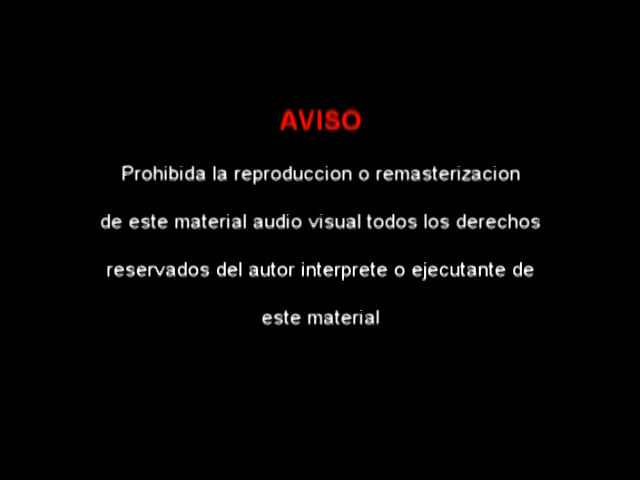 AVISO
Prohibida la reproduccion o remasterizacion
de este material audio visual todos los derechos
reservados del autor interprete o ejecutante de
este material